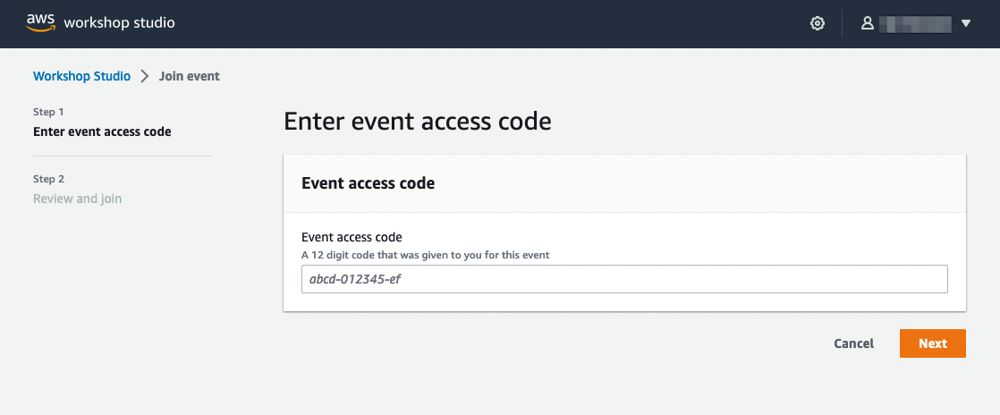 aws workshop studio
Workshop Studio Join event
Step 1
Enter event access code
Step 2
Review and join
Enter event access code
Event access code
Event access code
A 12 digit code that was given to you for this event
abcd-012345-ef
Cancel Next